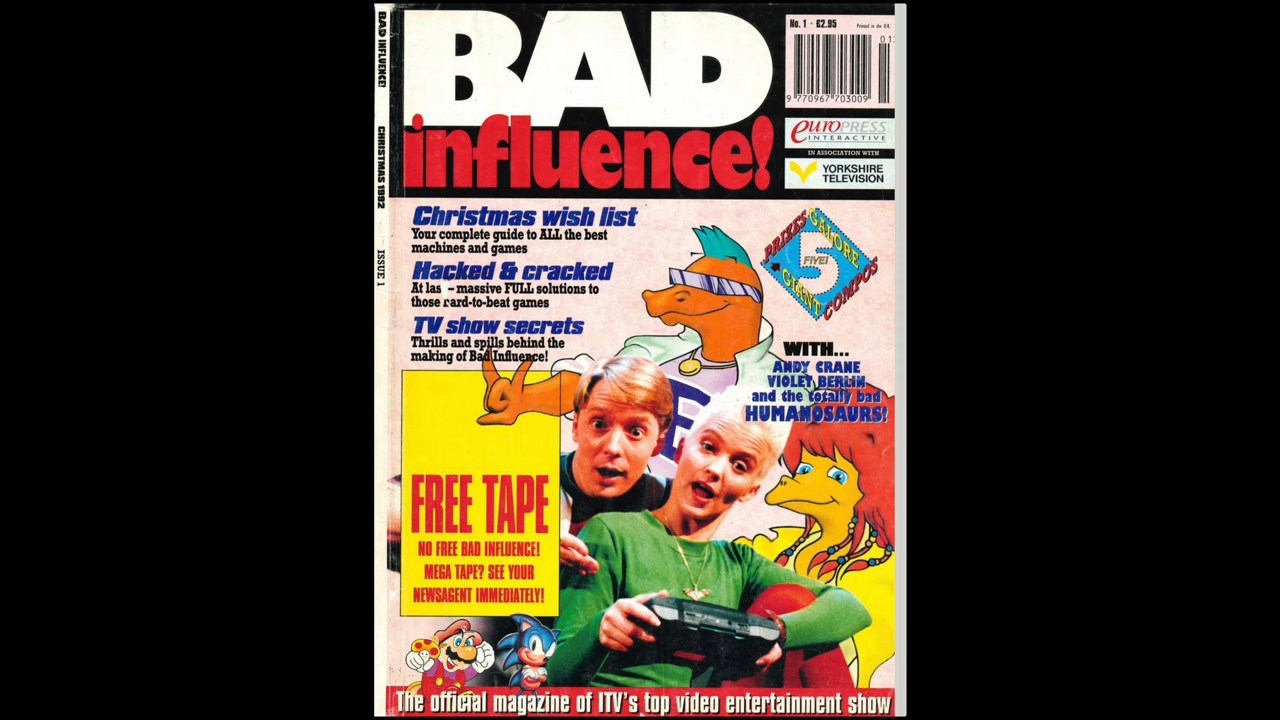 BAD INFLUENCE!
CHRISTMAS 1992
ISSUE 1
BAD
influence!
No. 1 · £2.95
Printed in the U.K.
01
9 770967 703009
euroPRESS
INTERACTIVE
IN ASSOCIATION WITH
YORKSHIRE
TELEVISION
Christmas wish list
Your complete guide to ALL the best
machines and games
Hacked & cracked
At las – massive FULL solutions to
those ard-to-beat games
TV show secrets
Thrills and spills behind the
making of Bad Influence!
PRIZES GALORE
5
FIVE!
GIANT COMPOS
WITH...
ANDY CRANE
VIOLET BERLIN
and the totally bad
HUMANOSAURS!
FREE TAPE
NO FREE BAD INFLUENCE!
MEGA TAPE? SEE YOUR
NEWSAGENT IMMEDIATELY!
The official magazine of ITV's top video entertainment show